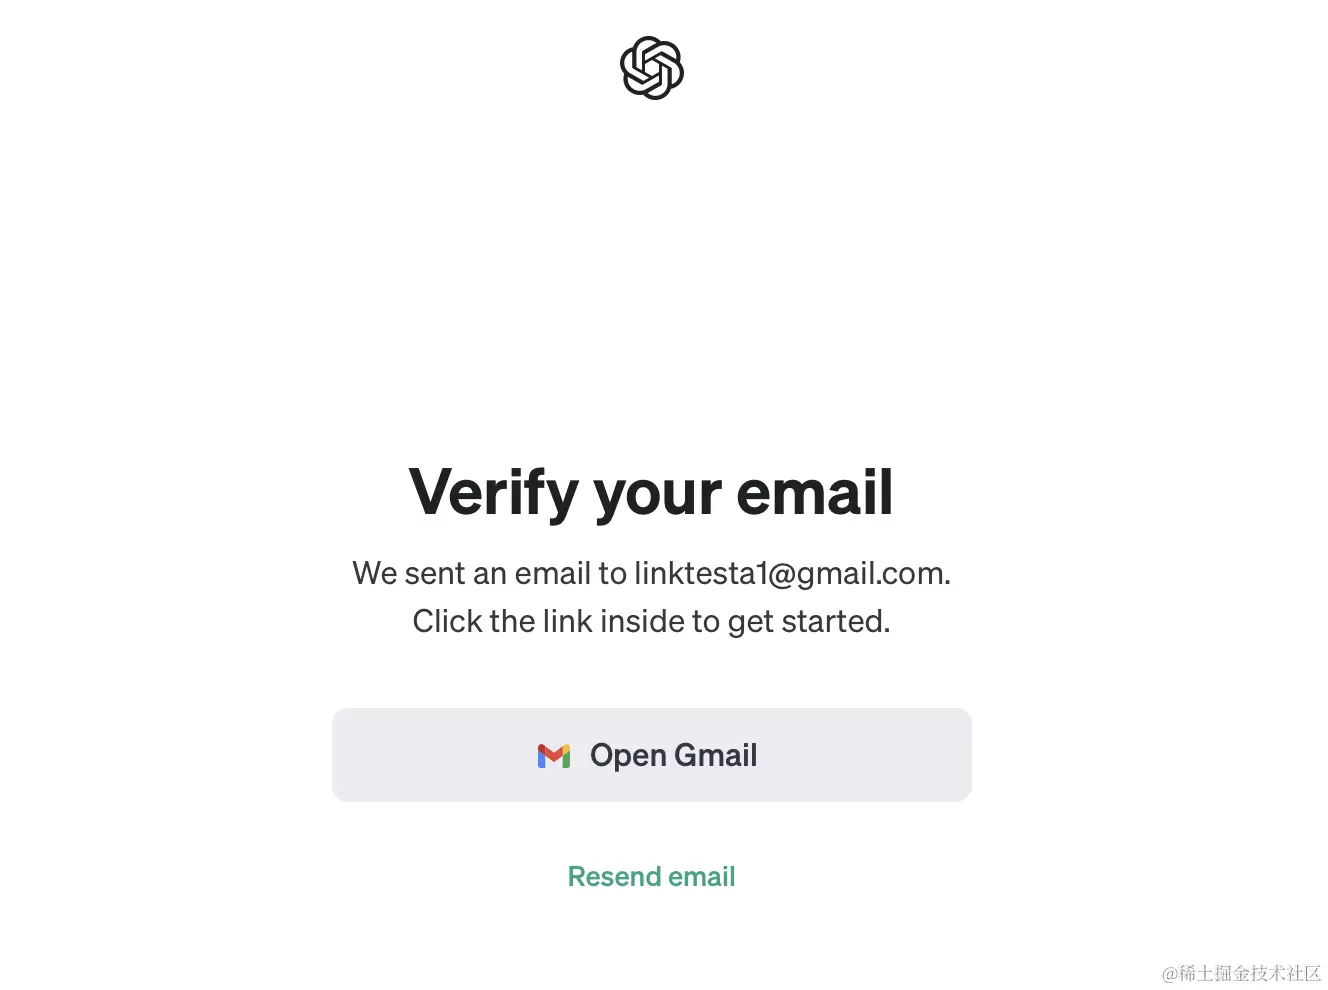 Verify your email
We sent an email to linktesta1@gmail.com.
Click the link inside to get started.
Open Gmail
Resend email
@稀土掘金技术社区